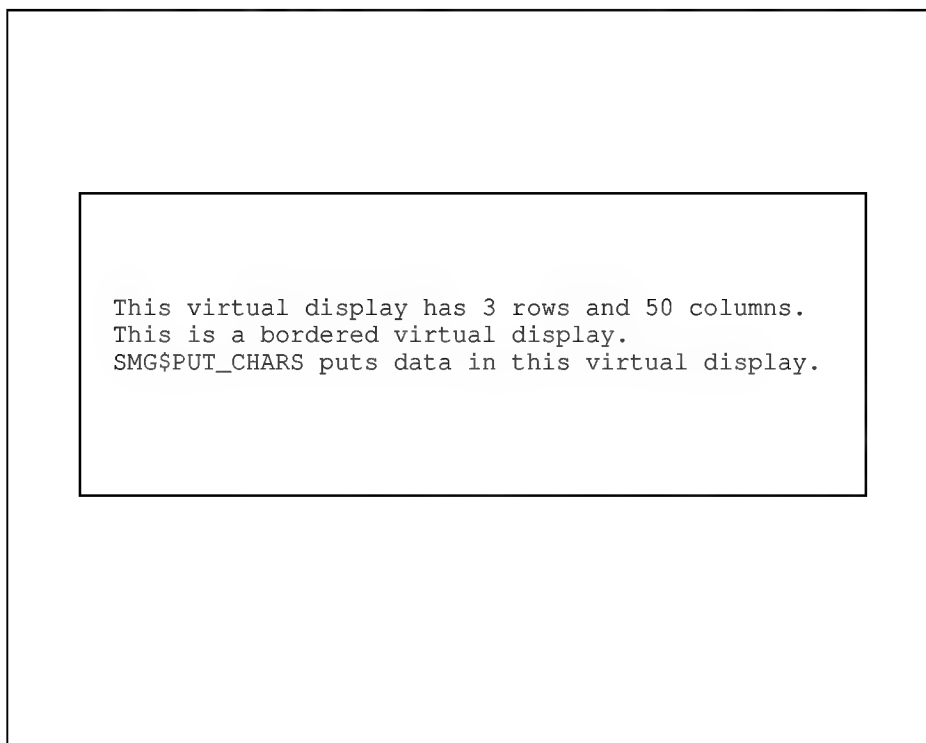 This virtual display has 3 rows and 50 columns.
This is a bordered virtual display.
SMG$PUT_CHARS puts data in this virtual display.